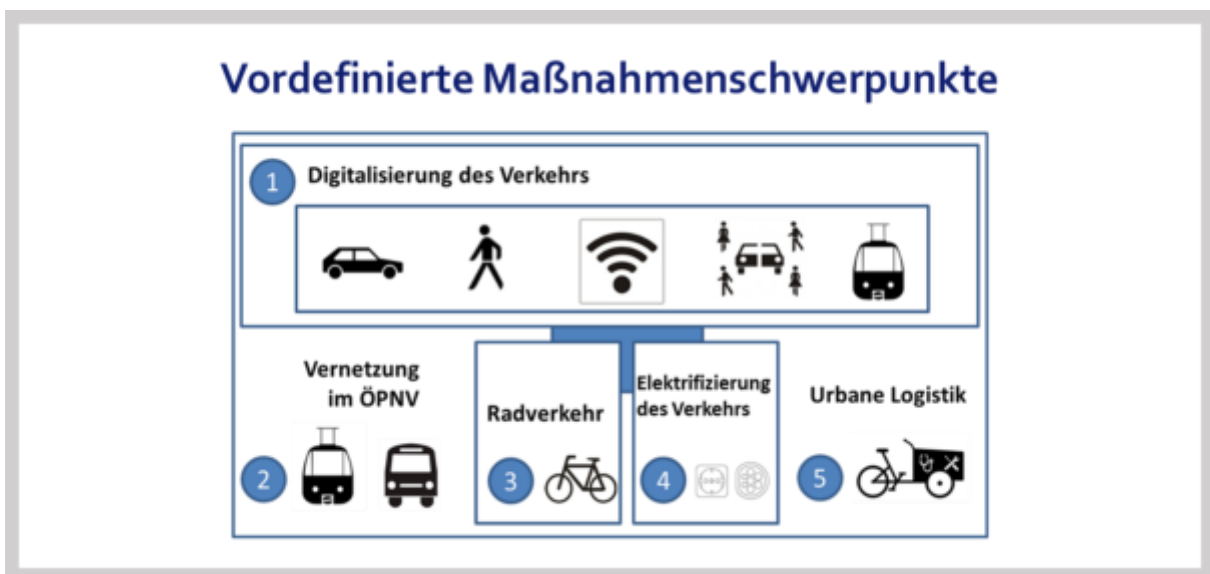 Vordefinierte Maßnahmenschwerpunkte
1 Digitalisierung des Verkehrs
Vernetzung
im ÖPNV
2
Radverkehr
3
Elektrifizierung
des Verkehrs
4
Urbane Logistik
5